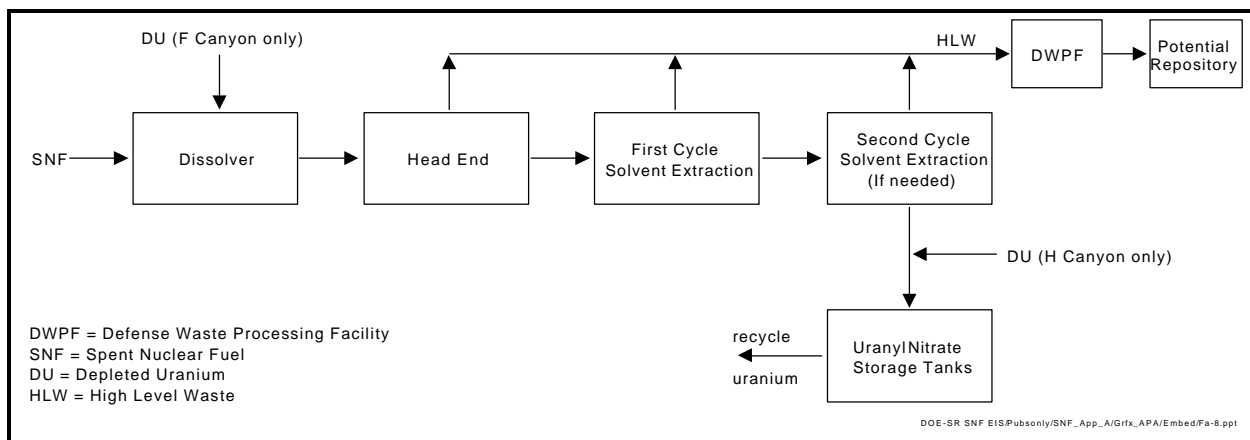 DU (F Canyon only)
HLW
DWPF
Potential
Repository
SNF
Dissolver
Head End
First Cycle
Solvent Extraction
Second Cycle
Solvent Extraction
(If needed)
DU (H Canyon only)
DWPF = Defense Waste Processing Facility
SNF = Spent Nuclear Fuel
DU = Depleted Uranium
HLW = High Level Waste
recycle
uranium
Uranyl Nitrate
Storage Tanks
DOE-SR SNF EIS/Pubsonly/SNF_App_A/Grfx_APA/Embed/Fa-8.ppt